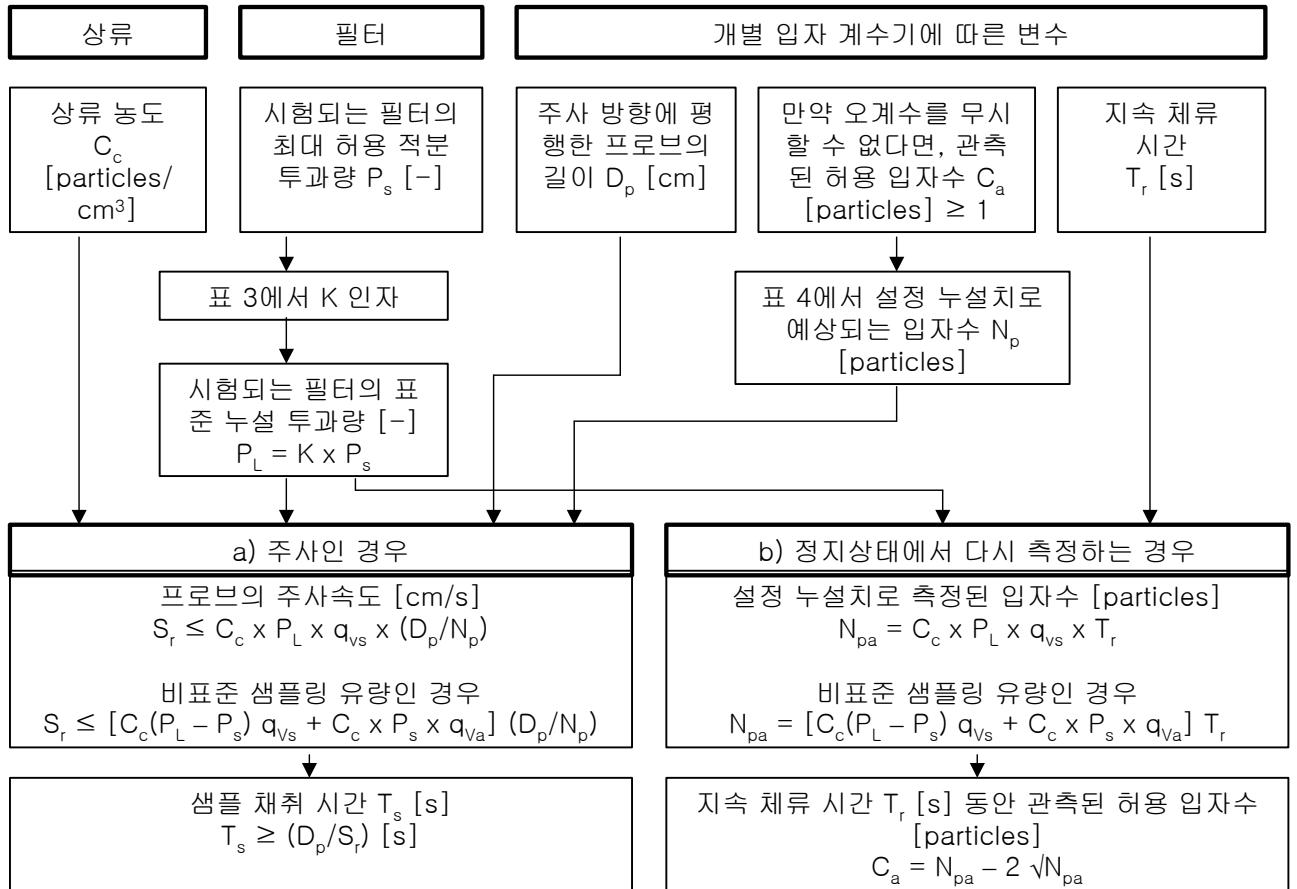 상류
필터
개별 입자 계수기에 따른 변수
상류 농도
C_c
[particles/
cm³]
시험되는 필터의
최대 허용 적분
투과량 P_s [-]
주사 방향에 평
행한 프로브의
길이 D_p [cm]
만약 오계수를 무시
할 수 없다면, 관측
된 허용 입자수 C_a
[particles] ≥ 1
지속 체류
시간
T_r [s]
표 3에서 K 인자
표 4에서 설정 누설치로
예상되는 입자수 N_p
[particles]
시험되는 필터의 표
준 누설 투과량 [-]
P_L = K x P_s
a) 주사인 경우
프로브의 주사속도 [cm/s]
S_r ≤ C_c x P_L x q_vs x (D_p/N_p)
비표준 샘플링 유량인 경우
S_r ≤ [C_c(P_L – P_s) q_Vs + C_c x P_s x q_Va] (D_p/N_p)
샘플 채취 시간 T_s [s]
T_s ≥ (D_p/S_r) [s]
b) 정지상태에서 다시 측정하는 경우
설정 누설치로 측정된 입자수 [particles]
N_pa = C_c x P_L x q_vs x T_r
비표준 샘플링 유량인 경우
N_pa = [C_c(P_L – P_s) q_Vs + C_c x P_s x q_Va] T_r
지속 체류 시간 T_r [s] 동안 관측된 허용 입자수
[particles]
C_a = N_pa – 2 √N_pa